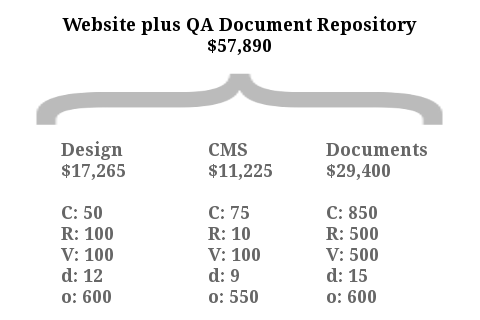 Website plus QA Document Repository
$57,890
Design
$17,265
C: 50
R: 100
V: 100
d: 12
o: 600
CMS
$11,225
C: 75
R: 10
V: 100
d: 9
o: 550
Documents
$29,400
C: 850
R: 500
V: 500
d: 15
o: 600